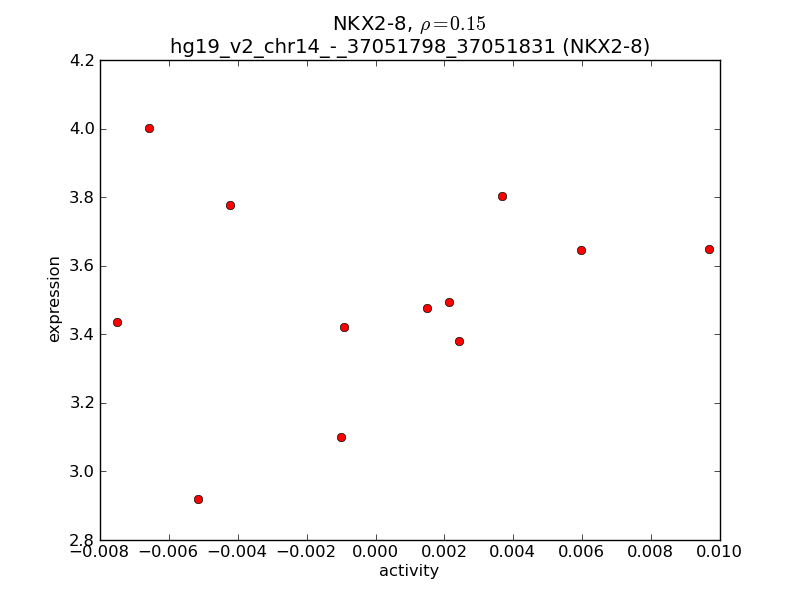 NKX2-8, ρ=0.15
hg19_v2_chr14_-_37051798_37051831 (NKX2-8)
4.2
4.0
3.8
3.6
3.4
3.2
3.0
2.8
expression
−0.008 −0.006 −0.004 −0.002 0.000 0.002 0.004 0.006 0.008 0.010
activity